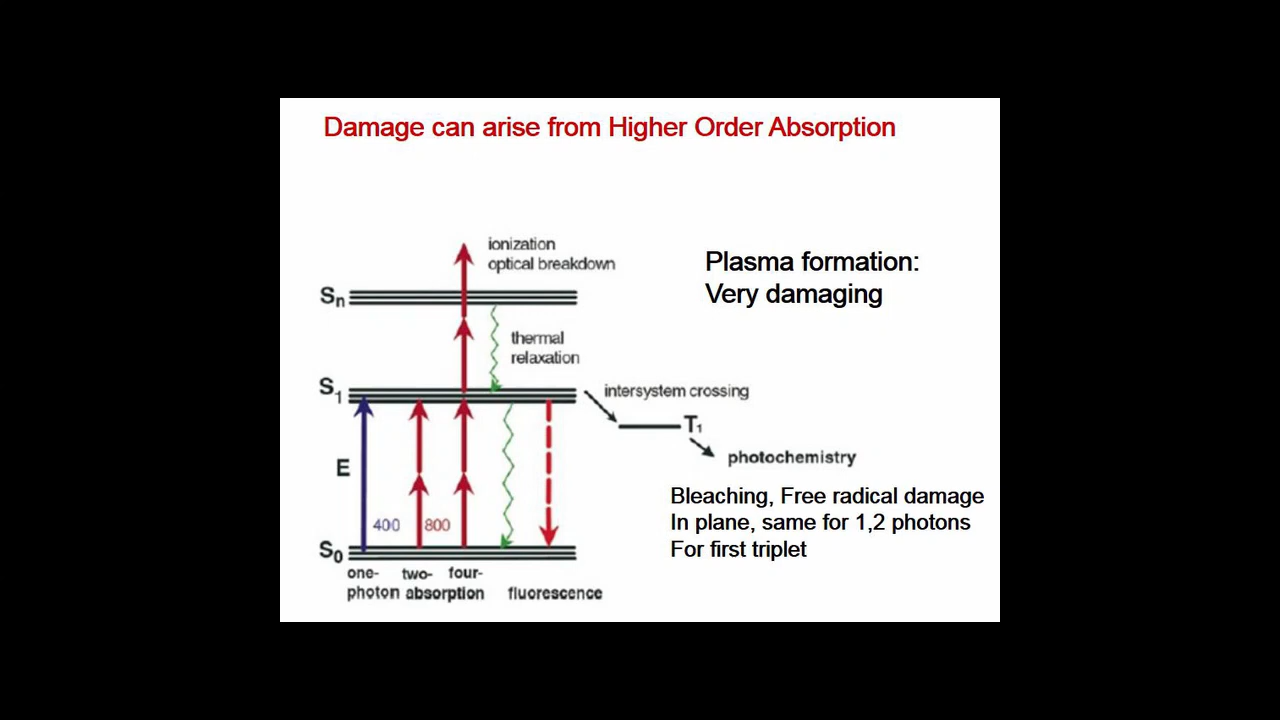 Damage can arise from Higher Order Absorption
ionization
optical breakdown
Plasma formation:
Very damaging
Sn
thermal
relaxation
S1
intersystem crossing
T1
photochemistry
E
Bleaching, Free radical damage
In plane, same for 1,2 photons
For first triplet
400
800
S0
one- two- four-
photon absorption fluorescence